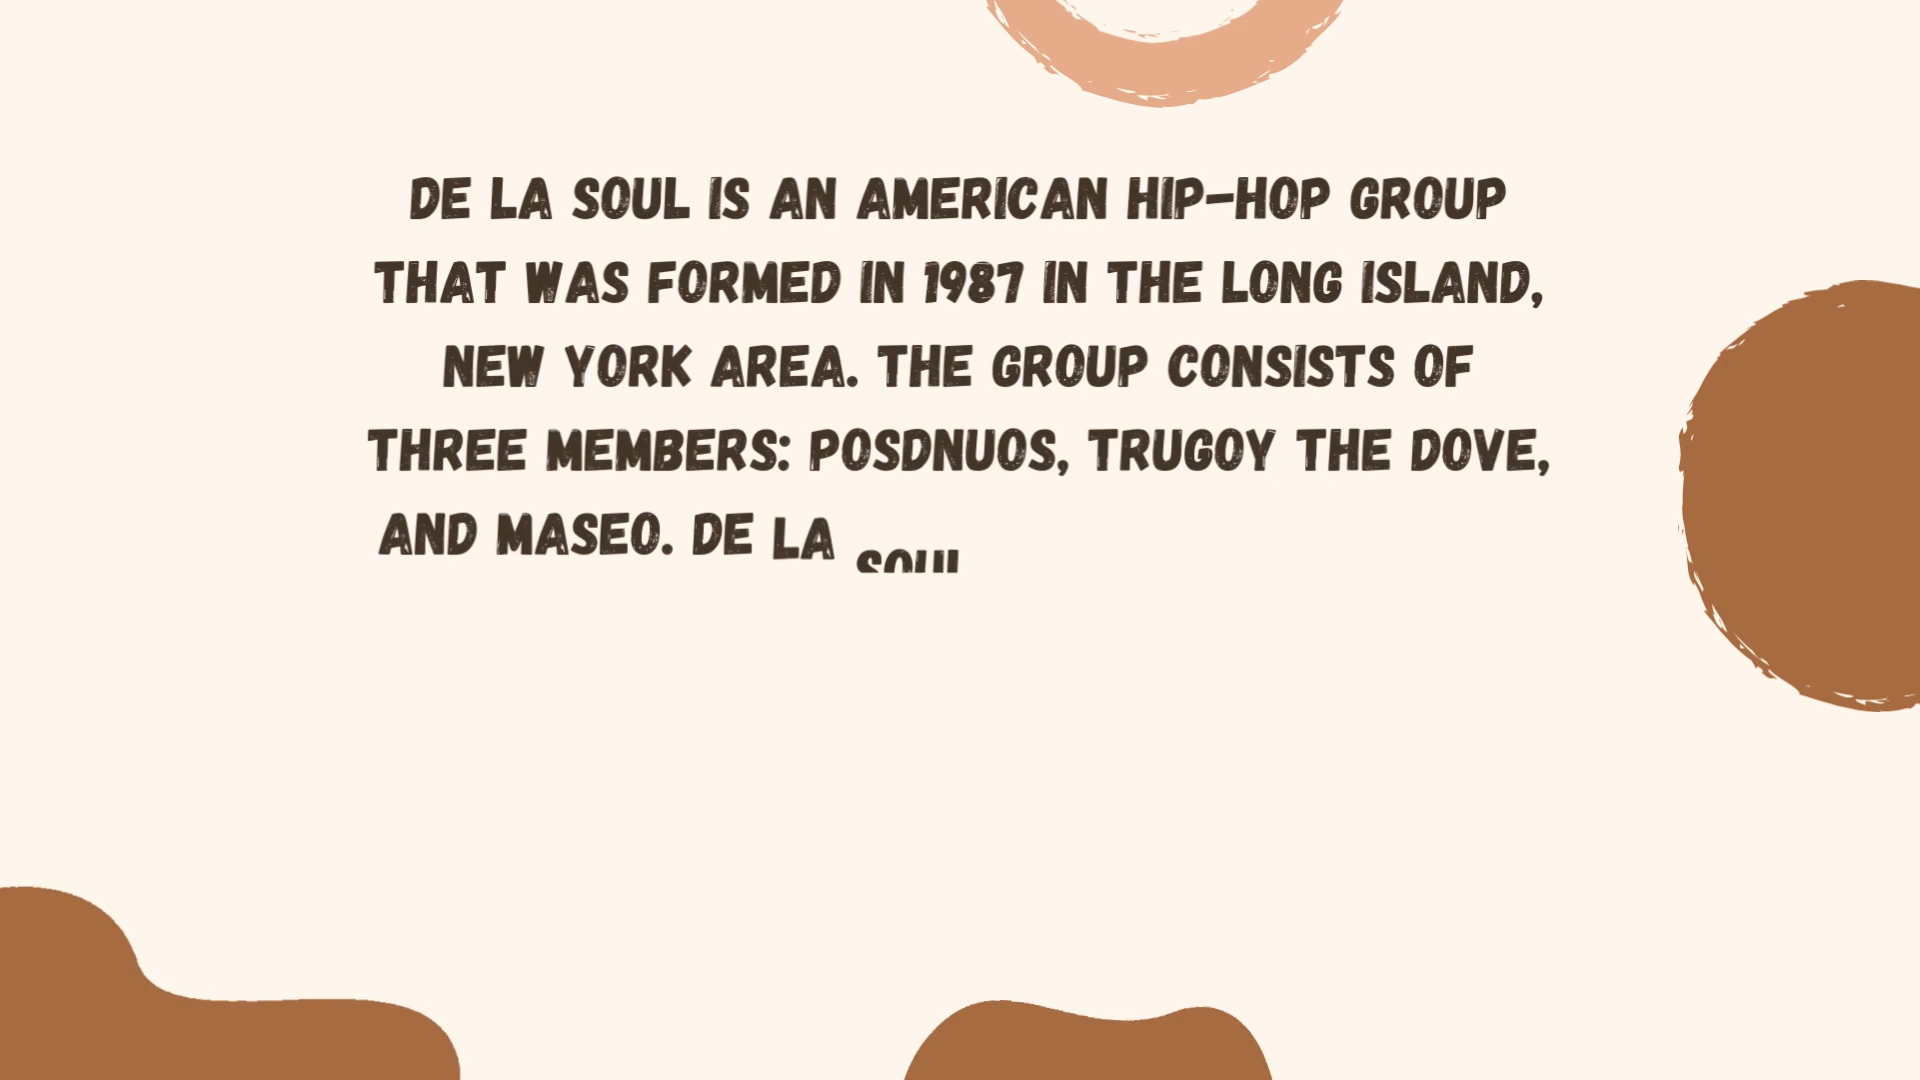 DE LA SOUL IS AN AMERICAN HIP-HOP GROUP
THAT WAS FORMED IN 1987 IN THE LONG ISLAND,
NEW YORK AREA. THE GROUP CONSISTS OF
THREE MEMBERS: POSDNUOS, TRUGOY THE DOVE,
AND MASEO. DE LA SOUL